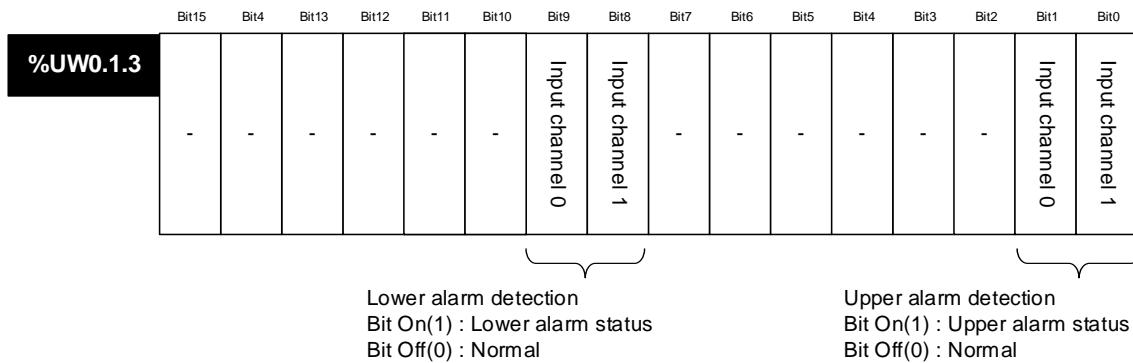 Bit15 Bit4 Bit13 Bit12 Bit11 Bit10 Bit9 Bit8 Bit7 Bit6 Bit5 Bit4 Bit3 Bit2 Bit1 Bit0
%UW0.1.3
- - - - - - Input channel 0 Input channel 1 - - - - - - Input channel 0 Input channel 1
Lower alarm detection
Bit On(1) : Lower alarm status
Bit Off(0) : Normal
Upper alarm detection
Bit On(1) : Upper alarm status
Bit Off(0) : Normal